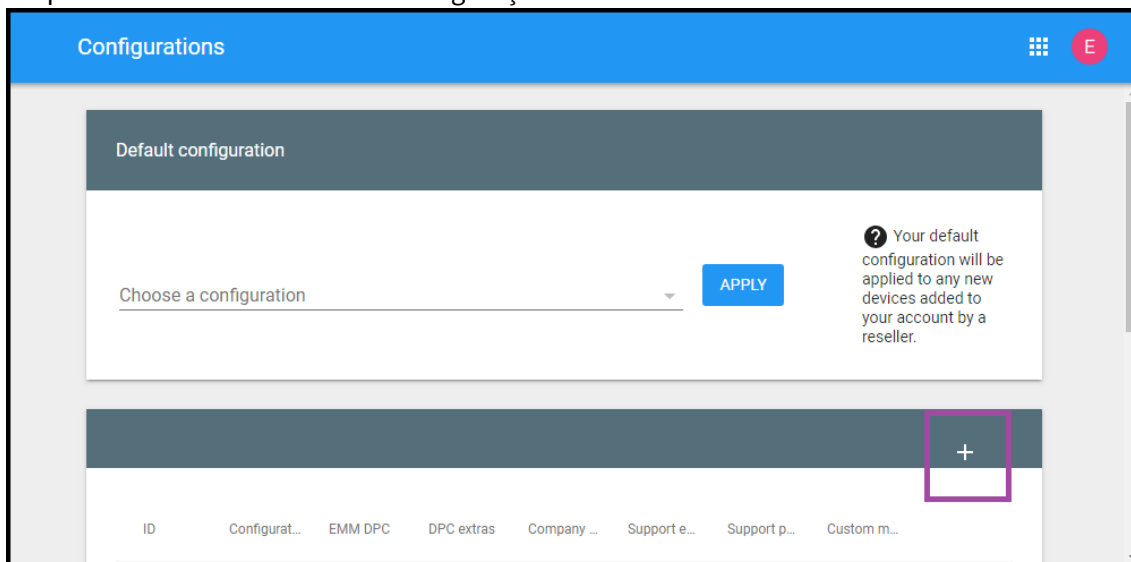 Configurations
E
Default configuration
Your default
configuration will be
applied to any new
devices added to
your account by a
reseller.
Choose a configuration
APPLY
+
ID Configurat... EMM DPC DPC extras Company ... Support e... Support p... Custom m...